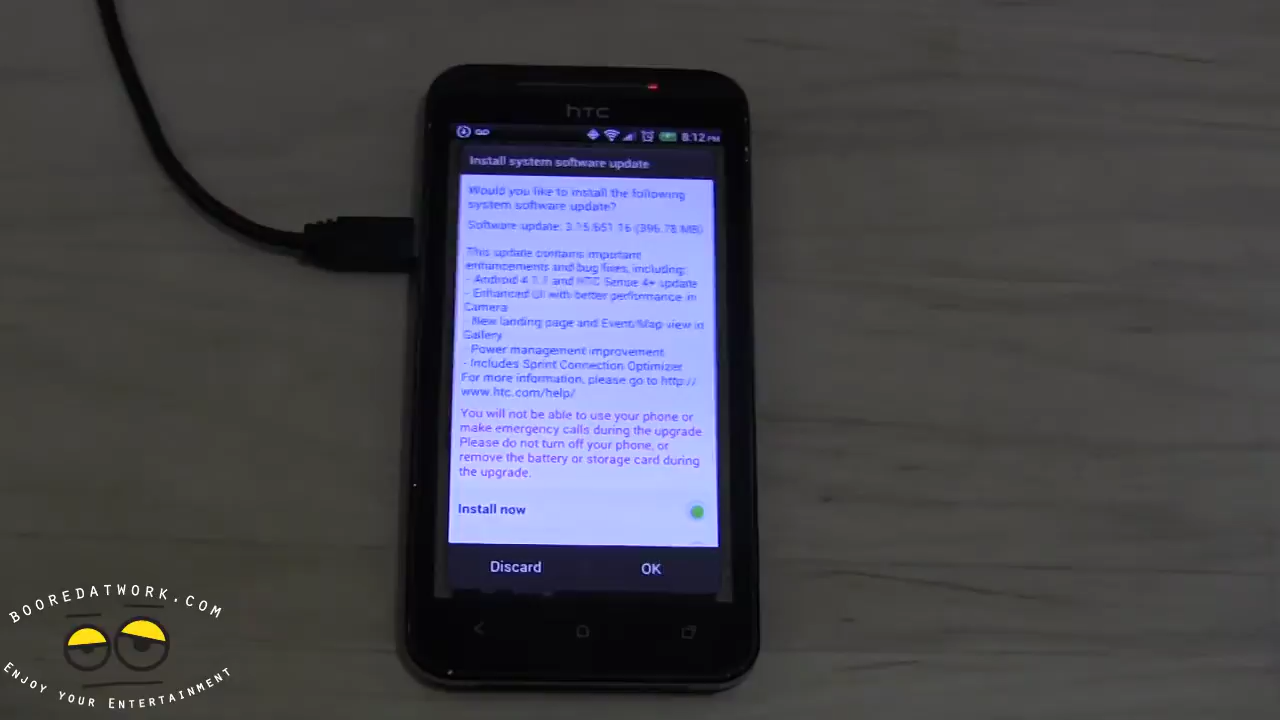 hTC
8:12 PM
Install system software update
Would you like to install the following
system software update?
Software update: 3.15.651.16 (396.78 MB)
This update contains important
enhancements and bug fixes, including:
- Android 4.1.1 and HTC Sense 4+ update
- Enhanced UI with better performance in
Camera
- New landing page and Event/Map view in
Gallery
- Power management improvement
- Includes Sprint Connection Optimizer
For more information, please go to http://
www.htc.com/help/
You will not be able to use your phone or
make emergency calls during the upgrade
Please do not turn off your phone, or
remove the battery or storage card during
the upgrade.
Install now
Discard
OK
BOOREDATWORK.COM
ENJOY YOUR ENTERTAINMENT